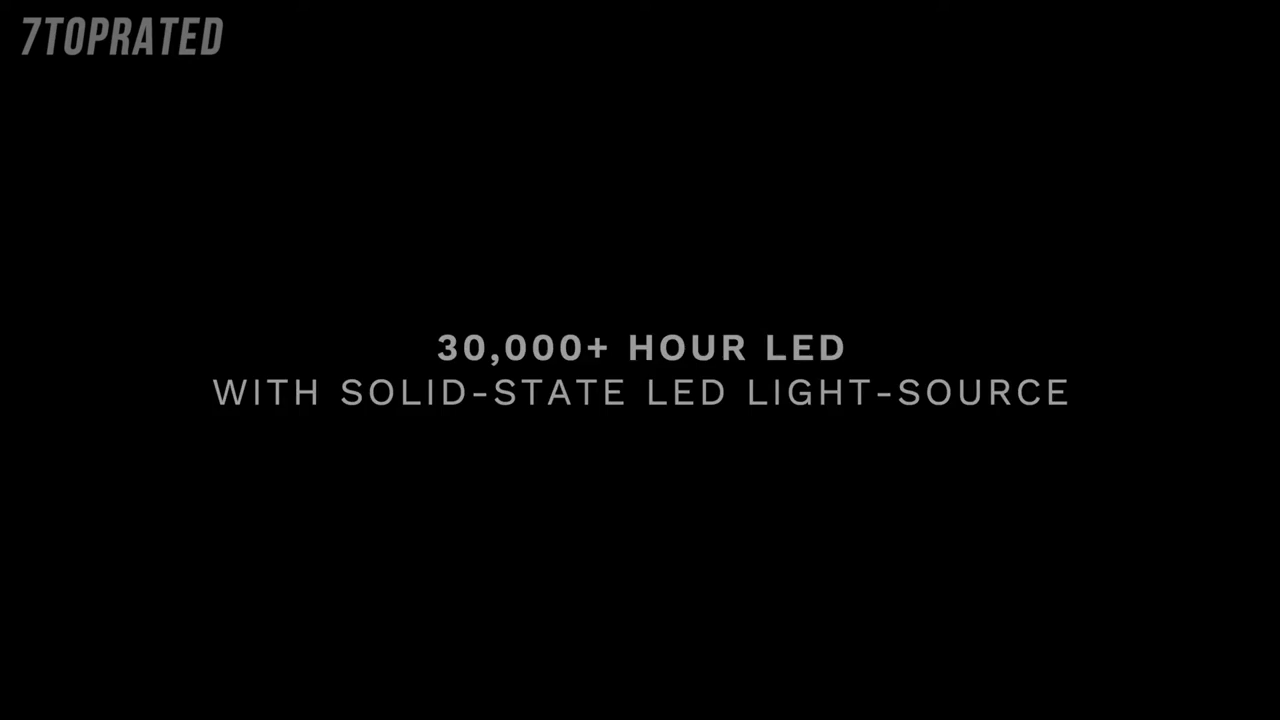 7TOPRATED
30,000+ HOUR LED
WITH SOLID-STATE LED LIGHT-SOURCE